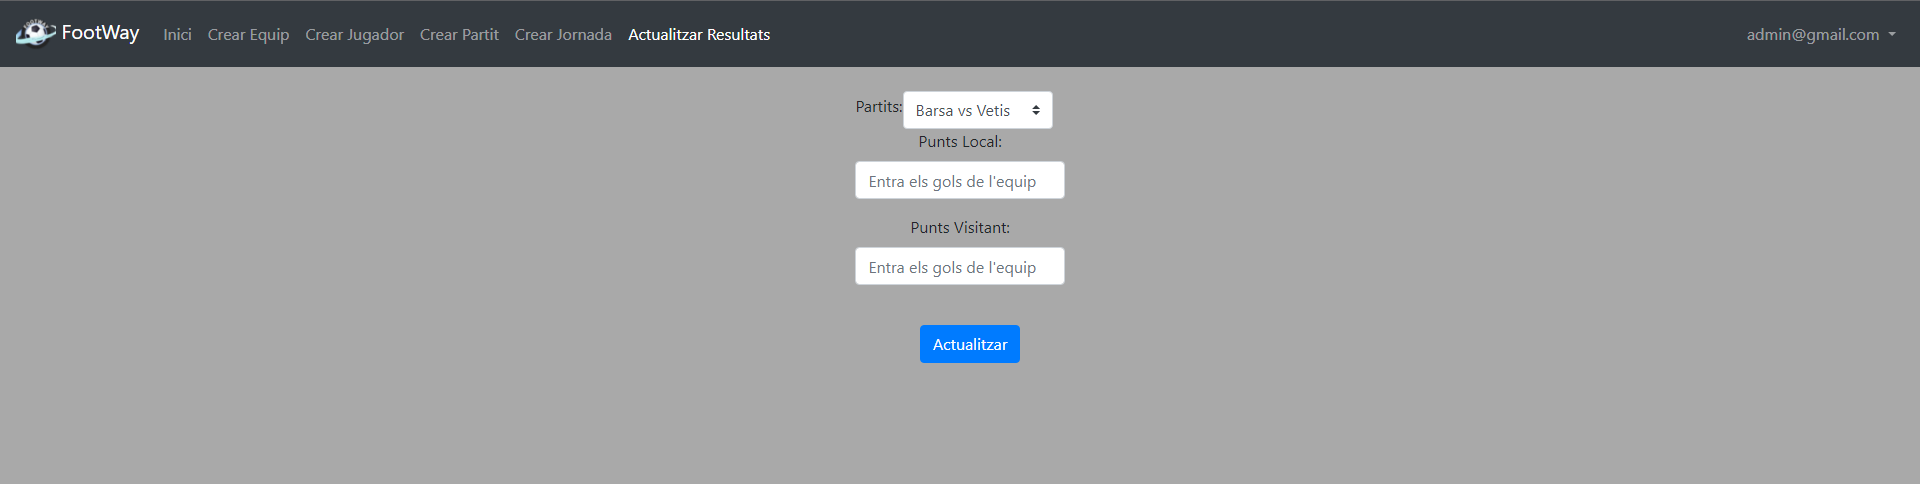 FootWay Inici Crear Equip Crear Jugador Crear Partit Crear Jornada Actualitzar Resultats admin@gmail.com
Partits: Barsa vs Vetis
Punts Local:
Entra els gols de l'equip
Punts Visitant:
Entra els gols de l'equip
Actualitzar